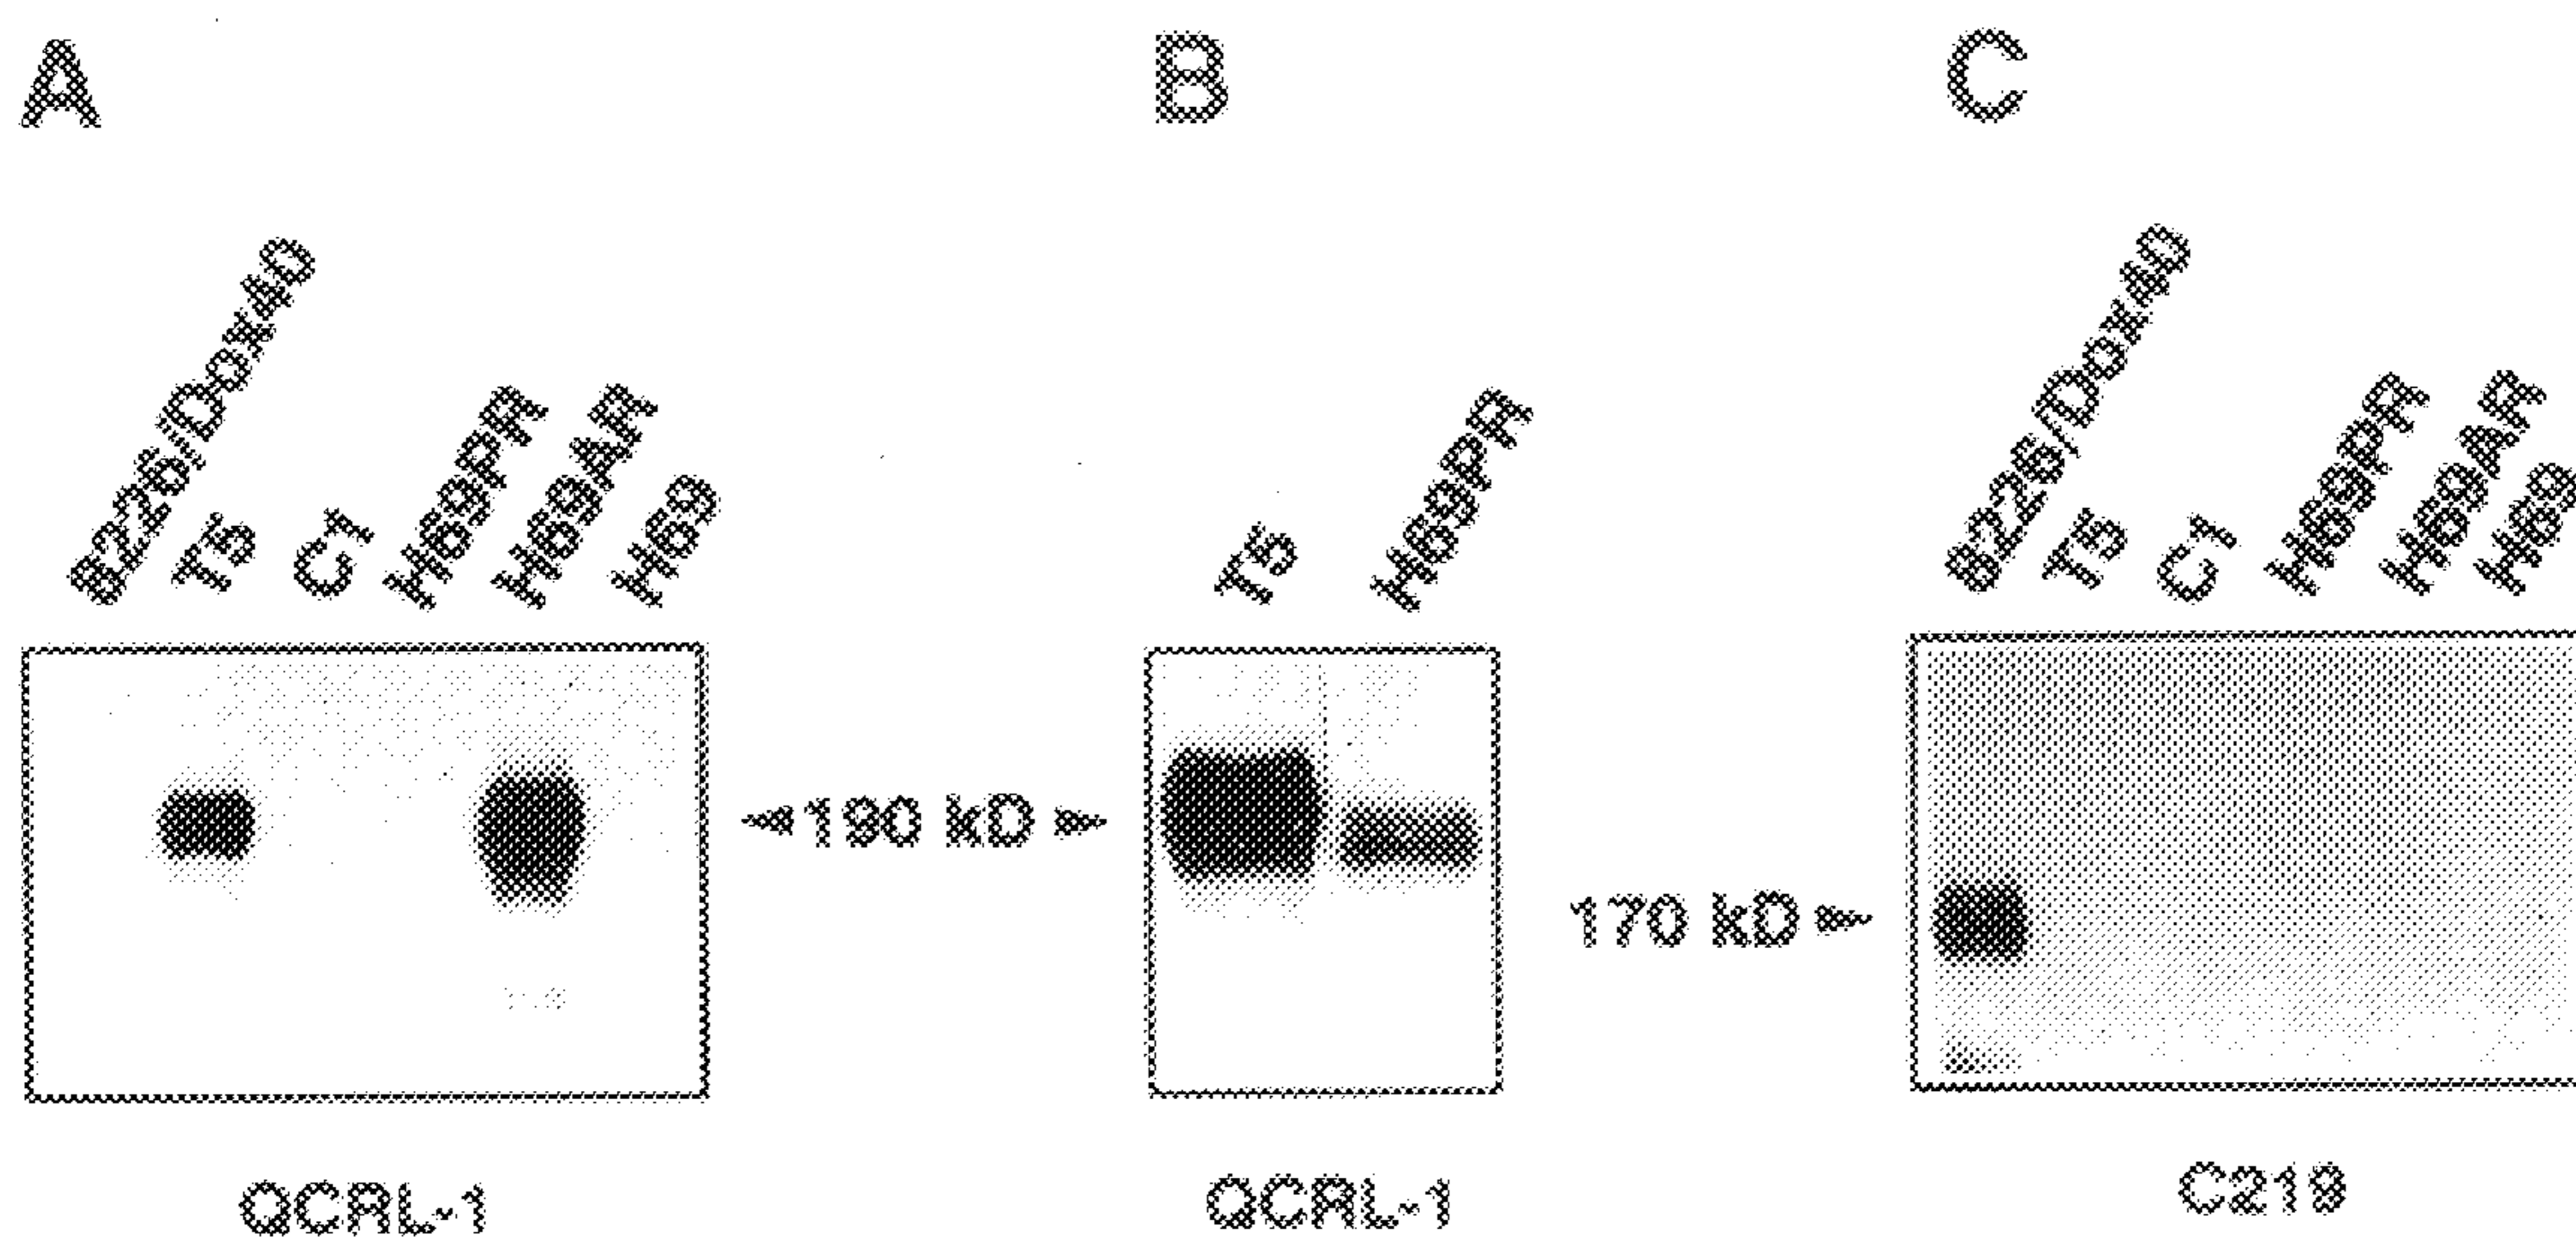 A B C
8226/Dox40 T5 C1 H69PR H69AR H69
T5 H69PR
8226/Dox40 T5 C1 H69PR H69AR H69
190 kD
170 kD
QCRL-1 QCRL-1 C219